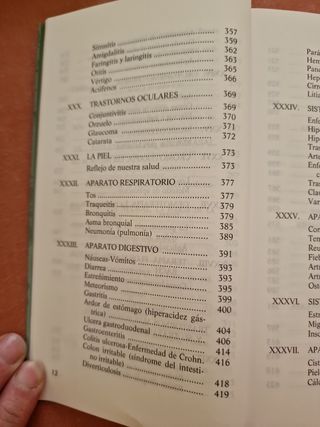 Sinusitis 357
Amigdalitis 359
Faringitis y laringitis 362
Otitis 364
Vértigo 365
Acúfenos 366
XXX. TRASTORNOS OCULARES 369
Conjuntivitis 369
Orzuelo 370
Glaucoma 371
Catarata 372
XXXI. LA PIEL 373
Reflejo de nuestra salud 373
XXXII. APARATO RESPIRATORIO 377
Tos 377
Traqueítis 379
Bronquitis 379
Asma bronquial 385
Neumonía (pulmonía) 389
XXXIII. APARATO DIGESTIVO 391
Náuseas-Vómitos 393
Diarrea 393
Estreñimiento 395
Meteorismo 399
Gastritis 400
Ardor de estómago (hiperacidez gás-
trica) 404
Ulcera gastroduodenal 406
Gastroenteritis 414
Colitis ulcerosa-Enfermedad de Crohn. 416
Colon irritable (síndrome del intesti-
no irritable) 418
Diverticulosis 419
12
XXXIV. SIS
XXXV. A
XXXVI. SIS
XXXVII. AP